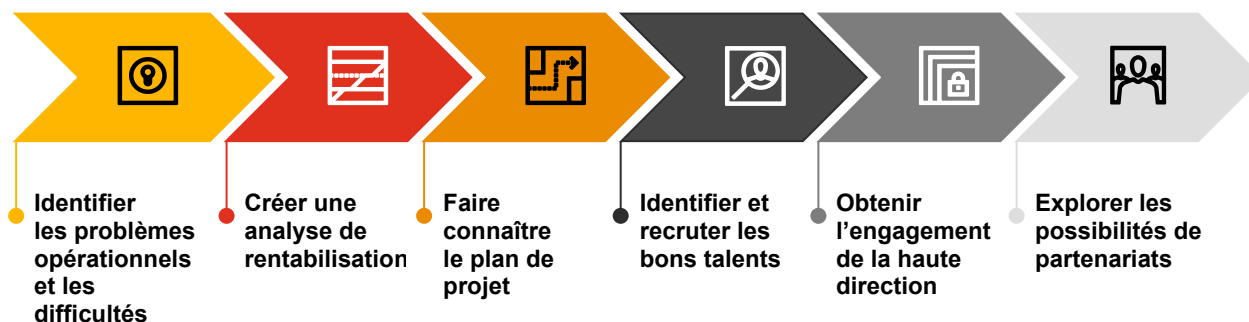 Identifier
les problèmes
opérationnels
et les
difficultés
Créer une
analyse de
rentabilisation
Faire
connaître
le plan de
projet
Identifier et
recruter les
bons talents
Obtenir
l’engagement
de la haute
direction
Explorer les
possibilités de
partenariats